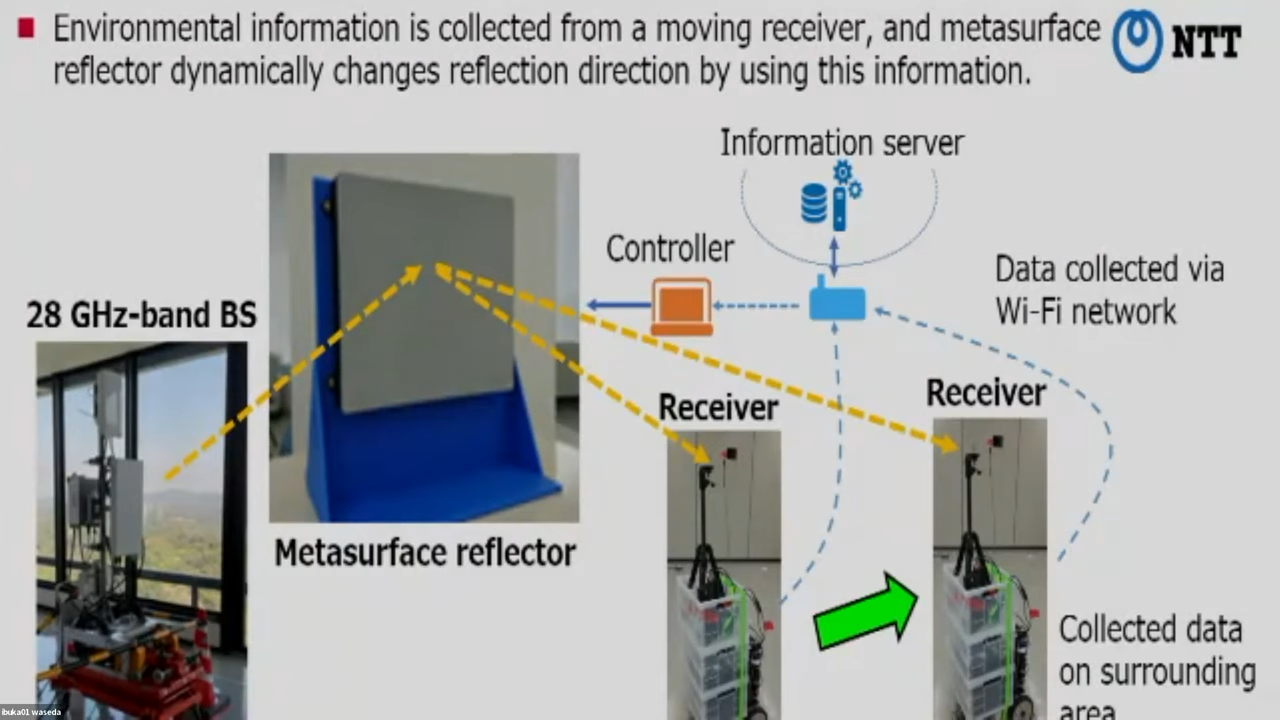 Environmental information is collected from a moving receiver, and metasurface
reflector dynamically changes reflection direction by using this information.
NTT
Information server
Controller
Data collected via
Wi-Fi network
28 GHz-band BS
Receiver
Receiver
Metasurface reflector
Collected data
on surrounding
area
ibuka01 waseda